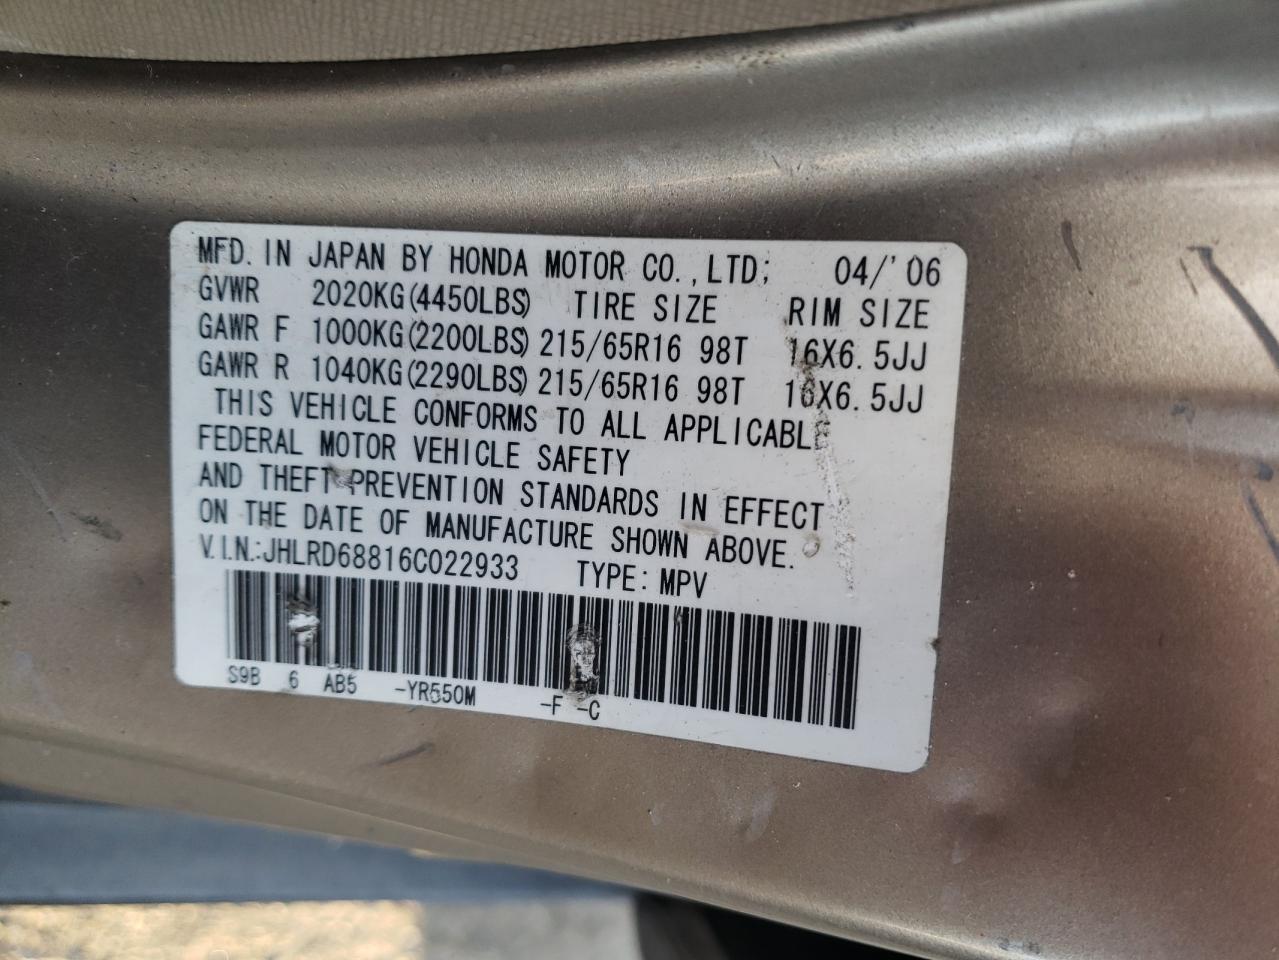 MFD. IN JAPAN BY HONDA MOTOR CO., LTD; 04/'06
GVWR 2020KG(4450LBS) TIRE SIZE RIM SIZE
GAWR F 1000KG(2200LBS) 215/65R16 98T 16X6.5JJ
GAWR R 1040KG(2290LBS) 215/65R16 98T 16X6.5JJ
THIS VEHICLE CONFORMS TO ALL APPLICABLE
FEDERAL MOTOR VEHICLE SAFETY
AND THEFT PREVENTION STANDARDS IN EFFECT
ON THE DATE OF MANUFACTURE SHOWN ABOVE.
V.I.N.:JHLRD68816C022933 TYPE: MPV
S9B 6 AB5 -YR550M -F -C